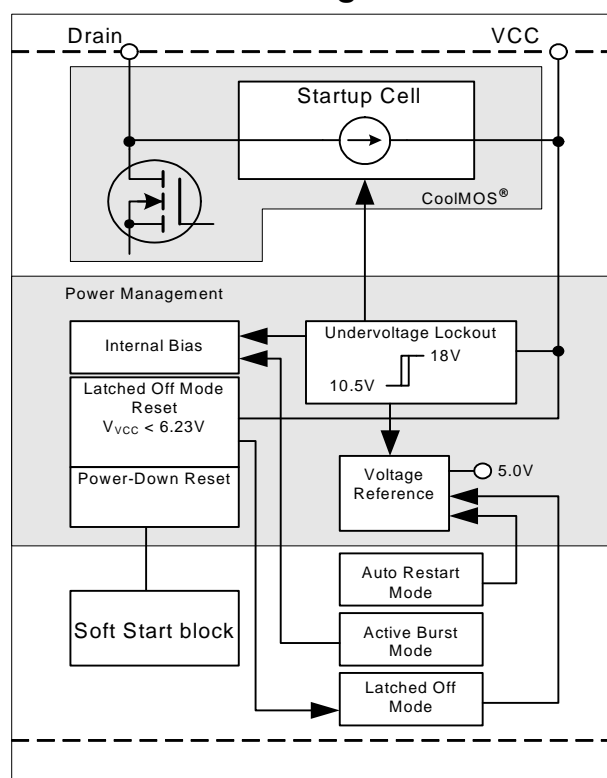 Drain
VCC
Startup Cell
CoolMOS®
Power Management
Undervoltage Lockout
18V
10.5V
Internal Bias
Latched Off Mode
Reset
VVCC < 6.23V
Power-Down Reset
Voltage
Reference
5.0V
Auto Restart
Mode
Soft Start block
Active Burst
Mode
Latched Off
Mode